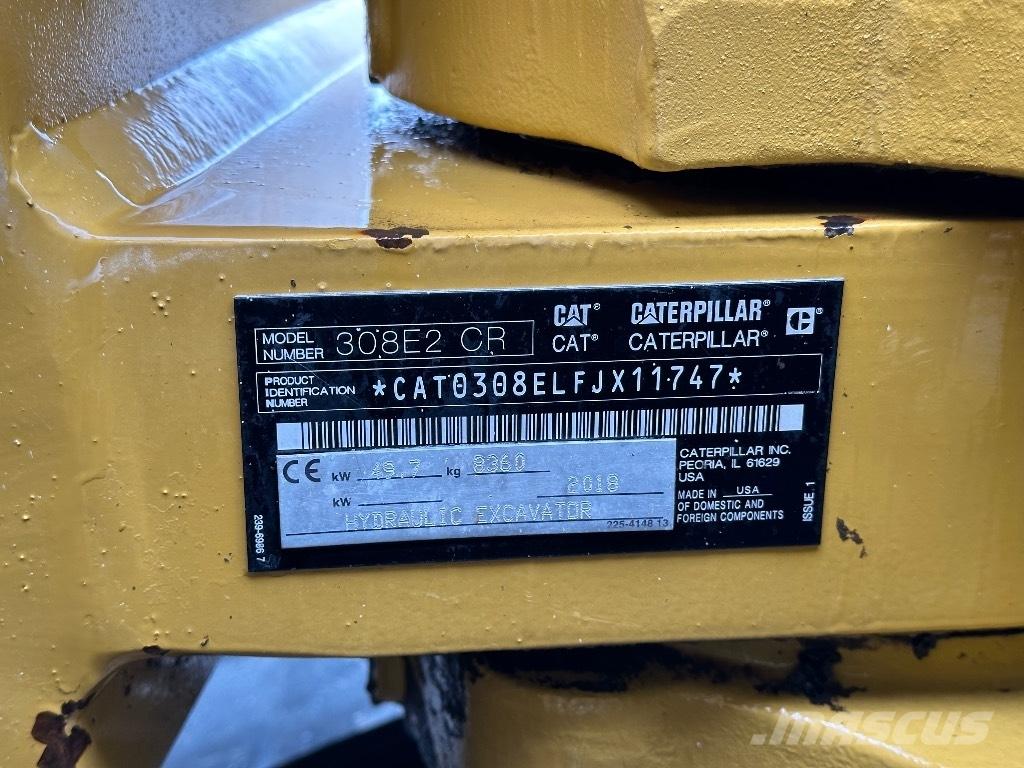 MODEL NUMBER 308E2 CR
CAT® CATERPILLAR®
CAT® CATERPILLAR®
PRODUCT IDENTIFICATION NUMBER *CAT0308ELFJX11747*
CE kW 49.7 kg 8360
kW 2018
HYDRAULIC EXCAVATOR
225-4148 13
CATERPILLAR INC.
PEORIA, IL 61629
USA
MADE IN USA
OF DOMESTIC AND
FOREIGN COMPONENTS
ISSUE 1
239-6906 7
mascus